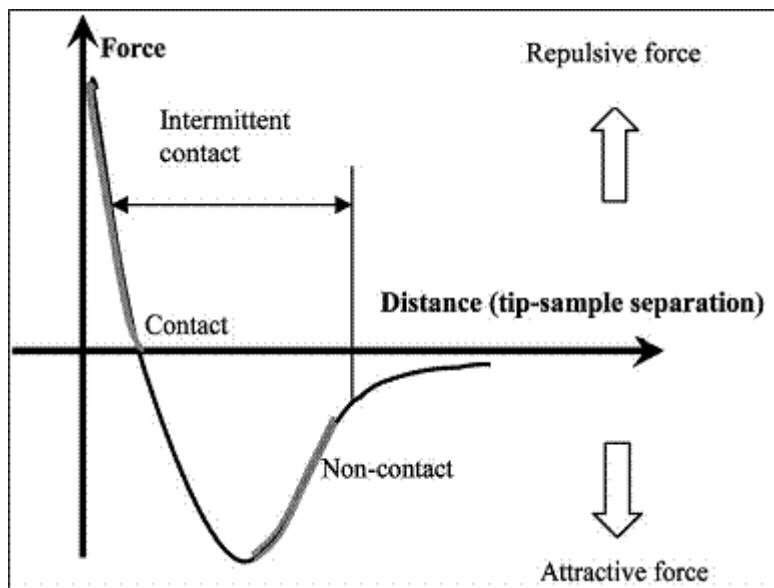 Force
Repulsive force
Intermittent
contact
Distance (tip-sample separation)
Contact
Non-contact
Attractive force